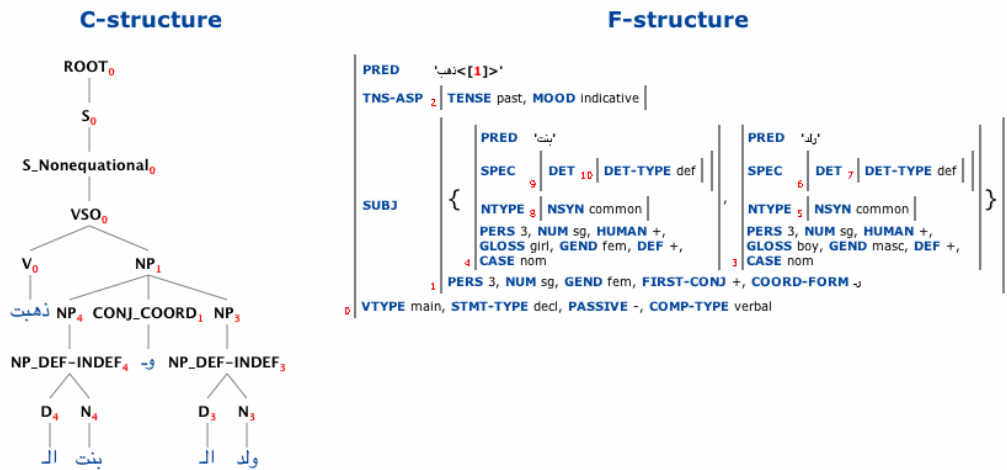 C-structure
F-structure
ROOT0
S0
S_Nonequational0
VSO0
V0 NP1
ذهبت NP4 CONJ_COORD1 NP3
NP_DEF-INDEF4 و- NP_DEF-INDEF3
D4 N4 D3 N3
الـ بنت الـ ولد
PRED 'ذهب<[1]>'
TNS-ASP 2 TENSE past, MOOD indicative
SUBJ
{
PRED 'بنت'
SPEC 9 DET 10 DET-TYPE def
NTYPE 8 NSYN common
PERS 3, NUM sg, HUMAN +,
GLOSS girl, GEND fem, DEF +,
4 CASE nom
,
PRED 'ولد'
SPEC 6 DET 7 DET-TYPE def
NTYPE 5 NSYN common
PERS 3, NUM sg, HUMAN +,
GLOSS boy, GEND masc, DEF +,
3 CASE nom
}
1 PERS 3, NUM sg, GEND fem, FIRST-CONJ +, COORD-FORM و-
0 VTYPE main, STMT-TYPE decl, PASSIVE -, COMP-TYPE verbal